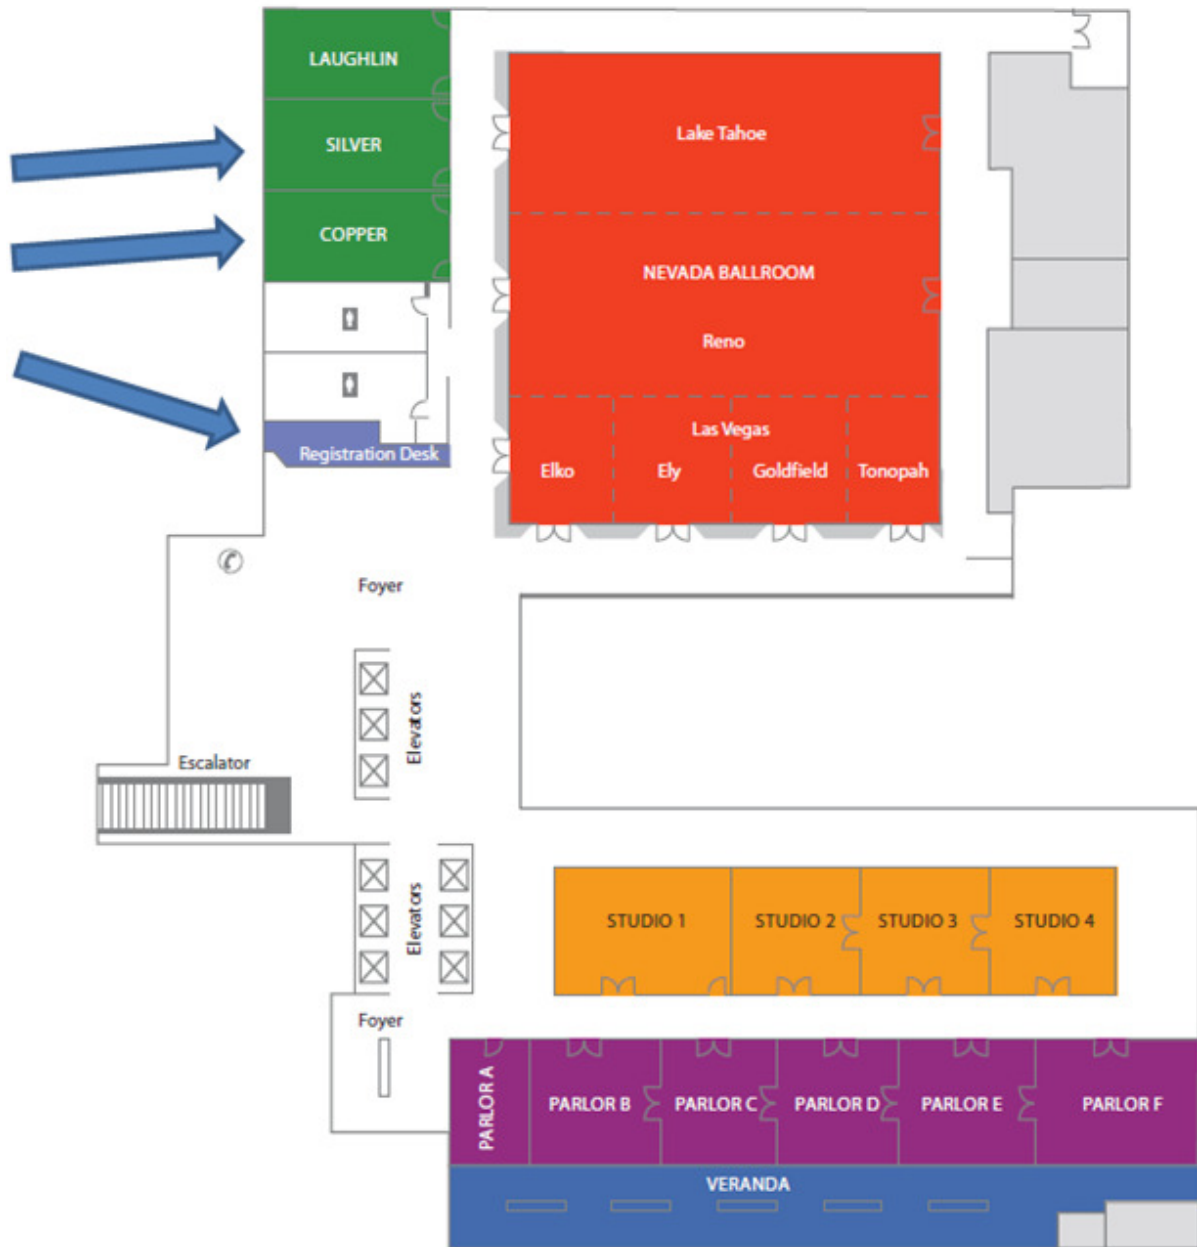 LAUGHLIN
SILVER
COPPER
Registration Desk
Lake Tahoe
NEVADA BALLROOM
Reno
Las Vegas
Elko
Ely
Goldfield
Tonopah
Foyer
Elevators
Escalator
Elevators
Foyer
STUDIO 1
STUDIO 2
STUDIO 3
STUDIO 4
PARLOR A
PARLOR B
PARLOR C
PARLOR D
PARLOR E
PARLOR F
VERANDA